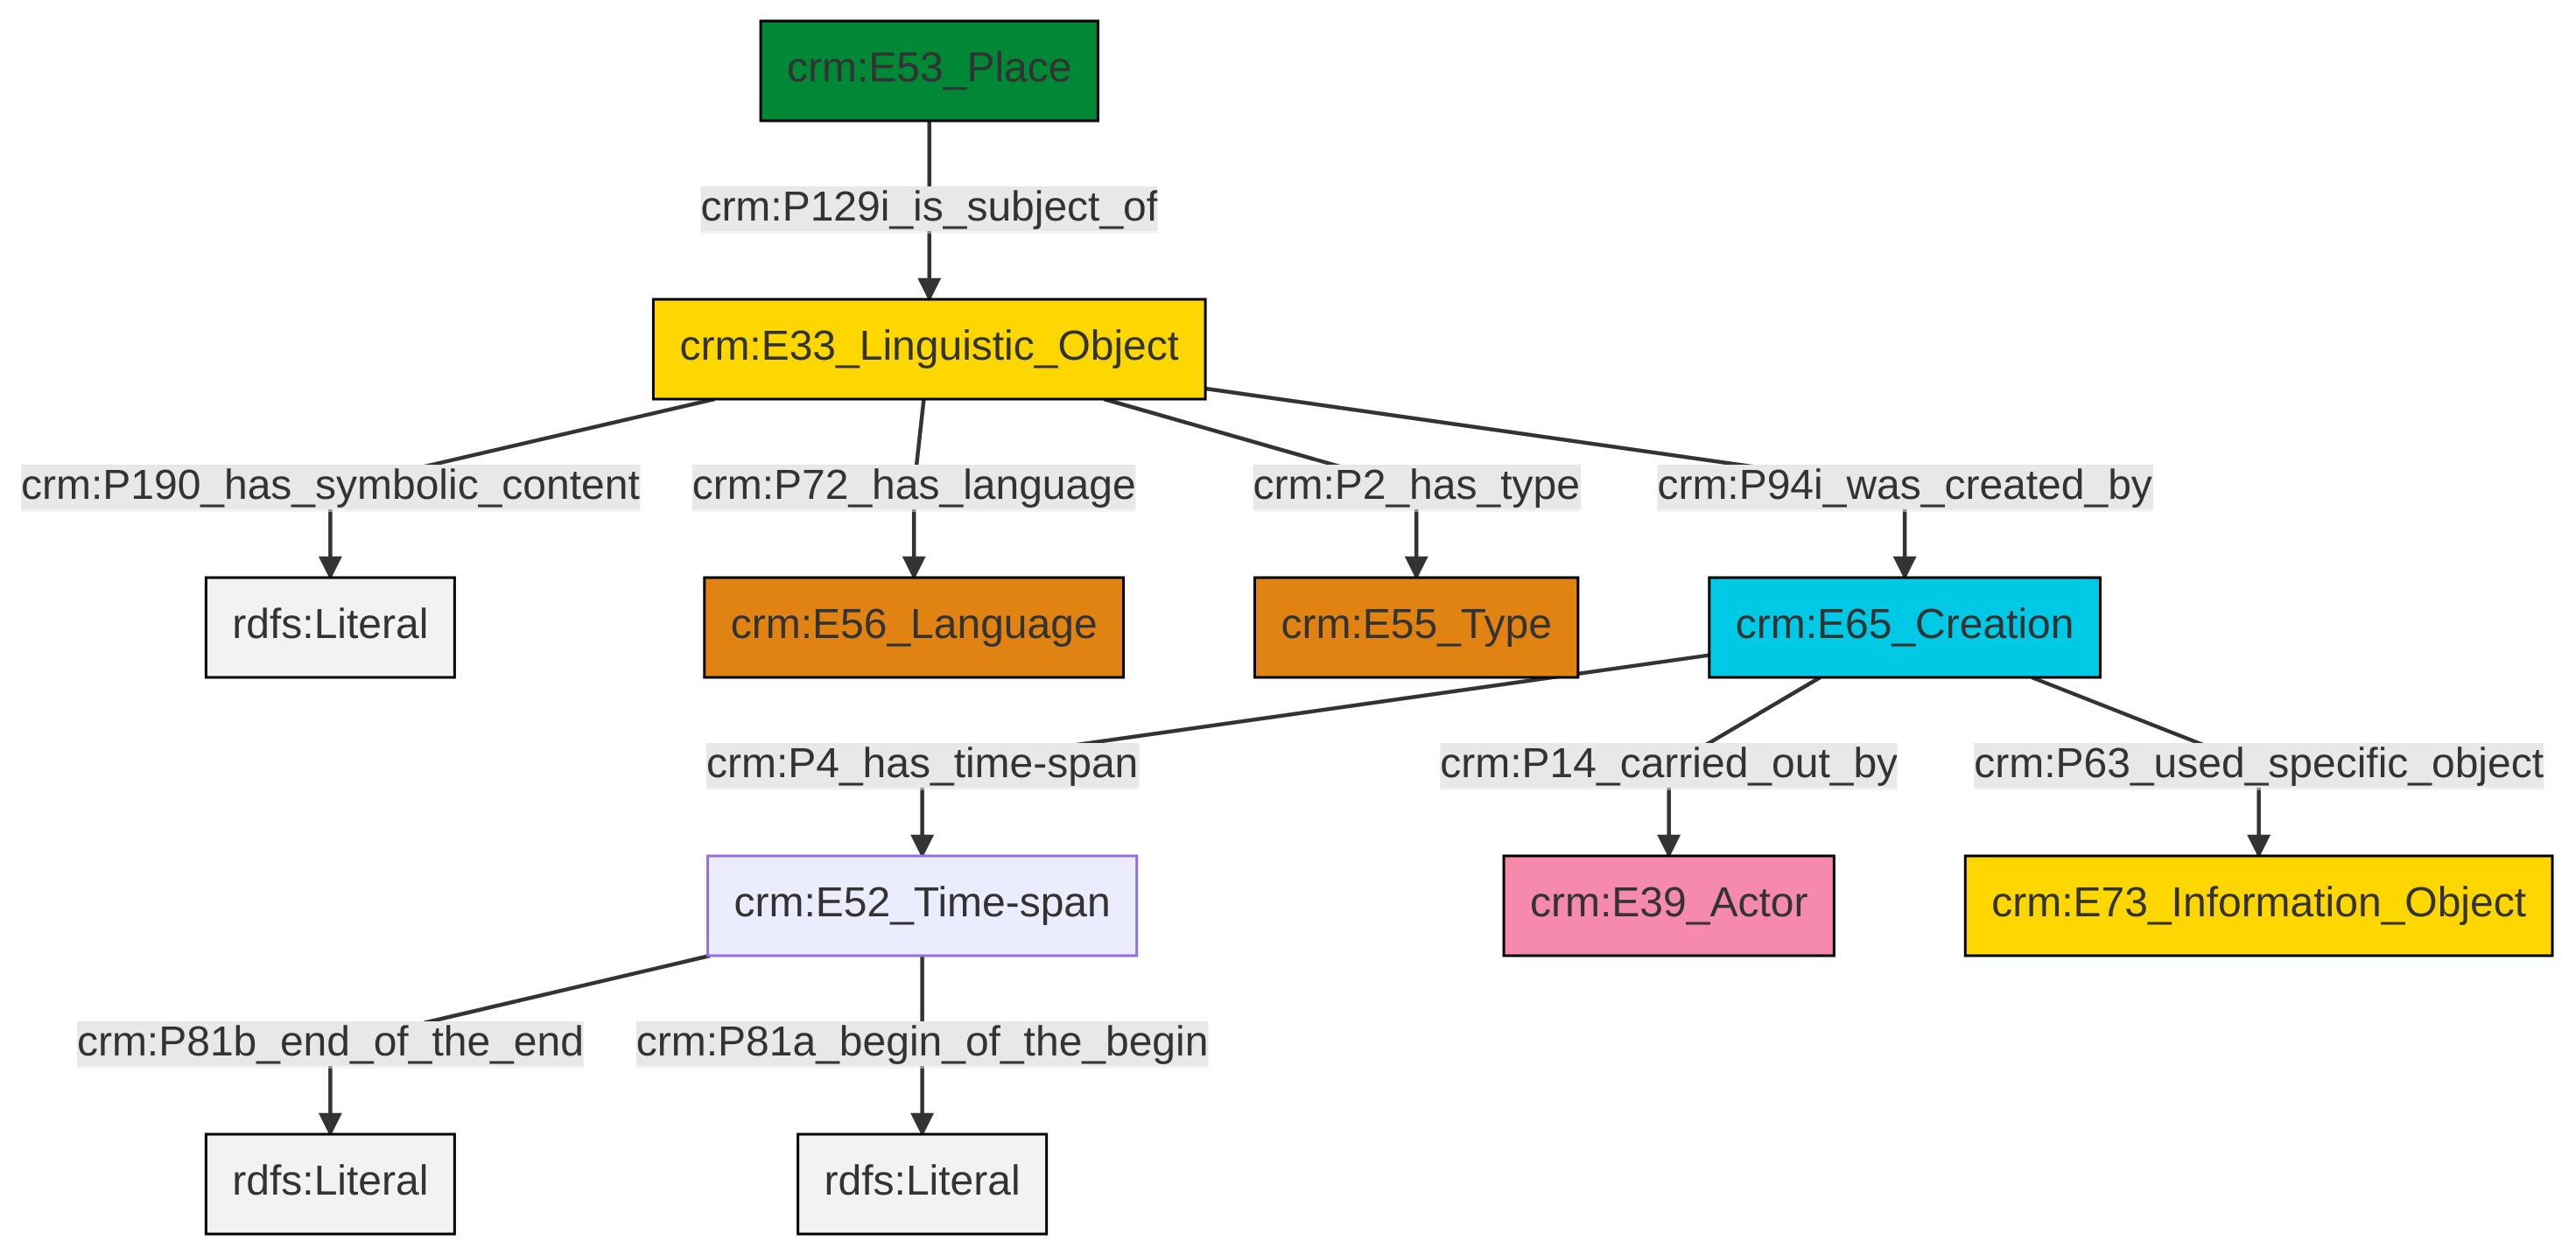 crm:E53_Place
crm:P129i_is_subject_of
crm:E33_Linguistic_Object
crm:P190_has_symbolic_content
crm:P72_has_language
crm:P2_has_type
crm:P94i_was_created_by
rdfs:Literal
crm:E56_Language
crm:E55_Type
crm:E65_Creation
crm:P4_has_time-span
crm:P14_carried_out_by
crm:P63_used_specific_object
crm:E52_Time-span
crm:E39_Actor
crm:E73_Information_Object
crm:P81b_end_of_the_end
crm:P81a_begin_of_the_begin
rdfs:Literal
rdfs:Literal